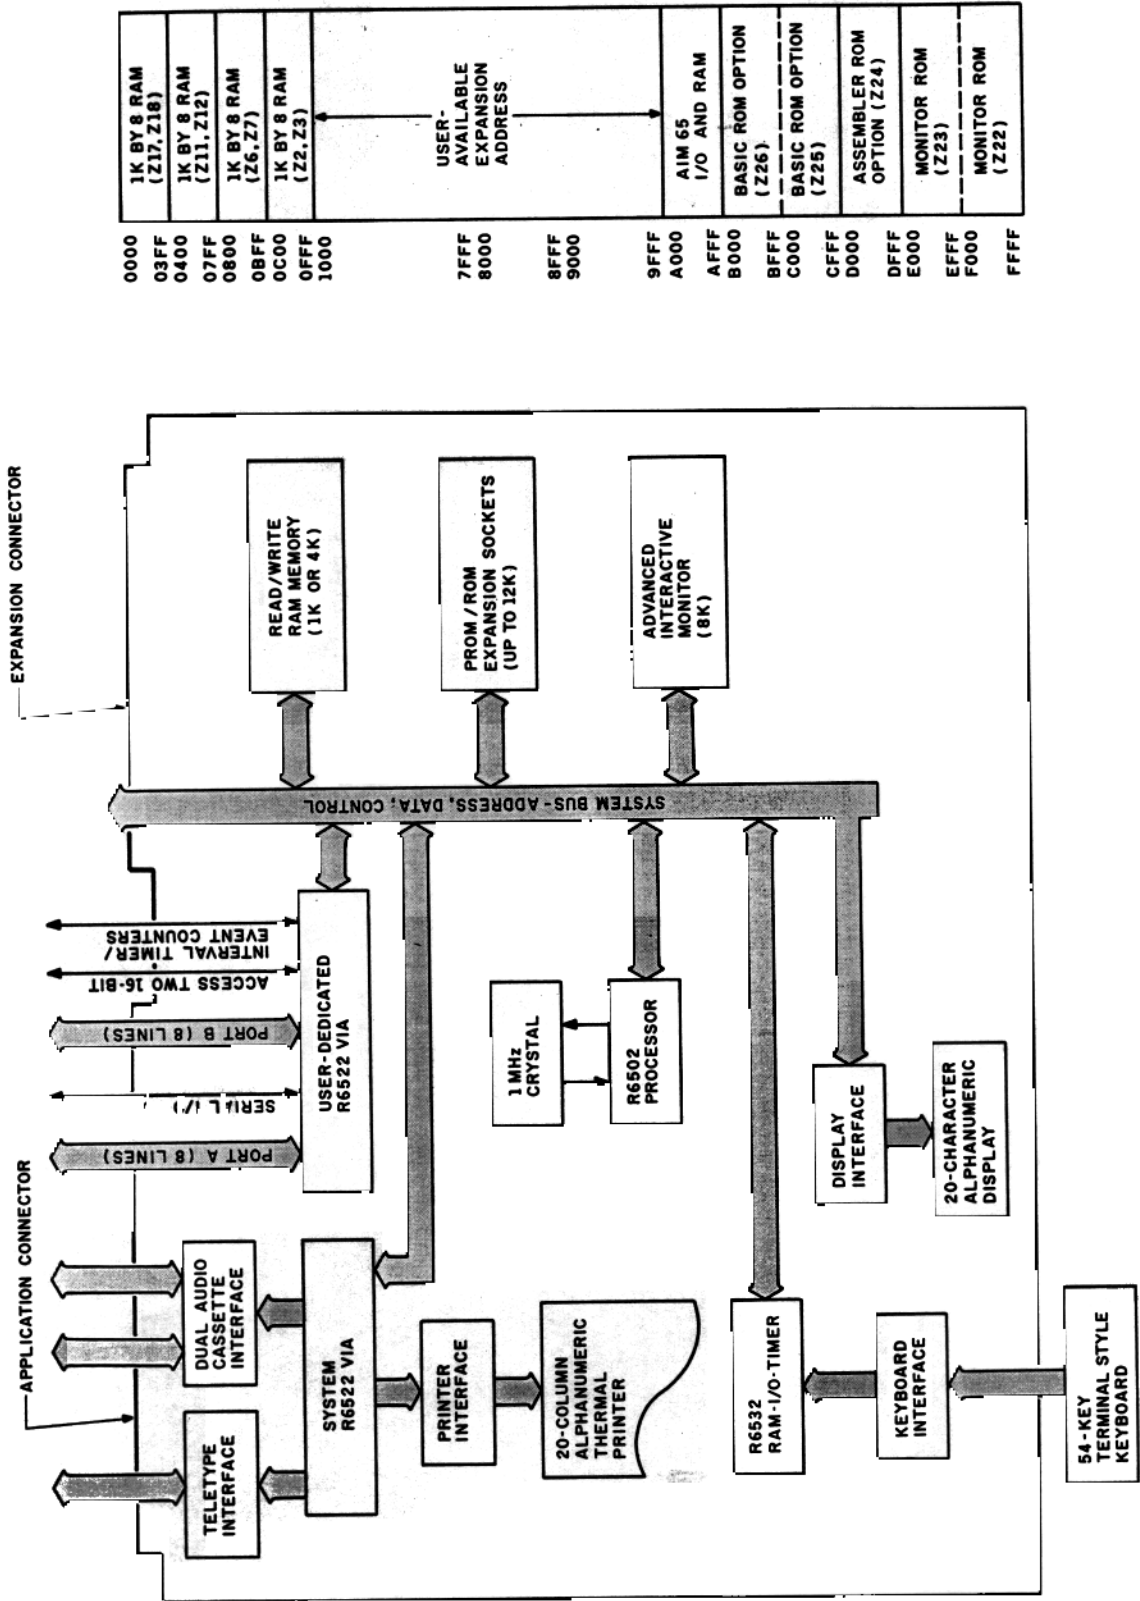 EXPANSION CONNECTOR
APPLICATION CONNECTOR
TELETYPE
INTERFACE
DUAL AUDIO
CASSETTE
INTERFACE
PORT A (8 LINES)
PORT B (8 LINES)
ACCESS TWO 16-BIT
INTERVAL TIMER/
EVENT COUNTERS
SYSTEM
R6522 VIA
USER-DEDICATED
R6522 VIA
READ/WRITE
RAM MEMORY
(1K OR 4K)
PRINTER
INTERFACE
20-COLUMN
ALPHANUMERIC
THERMAL
PRINTER
1 MHz
CRYSTAL
R6502
PROCESSOR
SYSTEM BUS-ADDRESS, DATA, CONTROL
PROM/ROM
EXPANSION SOCKETS
(UP TO 12K)
ADVANCED
INTERACTIVE
MONITOR
(8K)
R6532
RAM-I/O-TIMER
KEYBOARD
INTERFACE
54-KEY
TERMINAL STYLE
KEYBOARD
DISPLAY
INTERFACE
20-CHARACTER
ALPHANUMERIC
DISPLAY
0000
1K BY 8 RAM
(Z17,Z18)
03FF
0400
1K BY 8 RAM
(Z11,Z12)
07FF
0800
1K BY 8 RAM
(Z6,Z7)
0BFF
0C00
1K BY 8 RAM
(Z2,Z3)
0FFF
1000
USER-
AVAILABLE
EXPANSION
ADDRESS
7FFF
8000
8FFF
9000
9FFF
A000
AIM 65
I/O AND RAM
AFFF
B000
BASIC ROM OPTION
(Z26)
BFFF
C000
BASIC ROM OPTION
(Z25)
CFFF
D000
ASSEMBLER ROM
OPTION (Z24)
DFFF
E000
MONITOR ROM
(Z23)
EFFF
F000
MONITOR ROM
(Z22)
FFFF